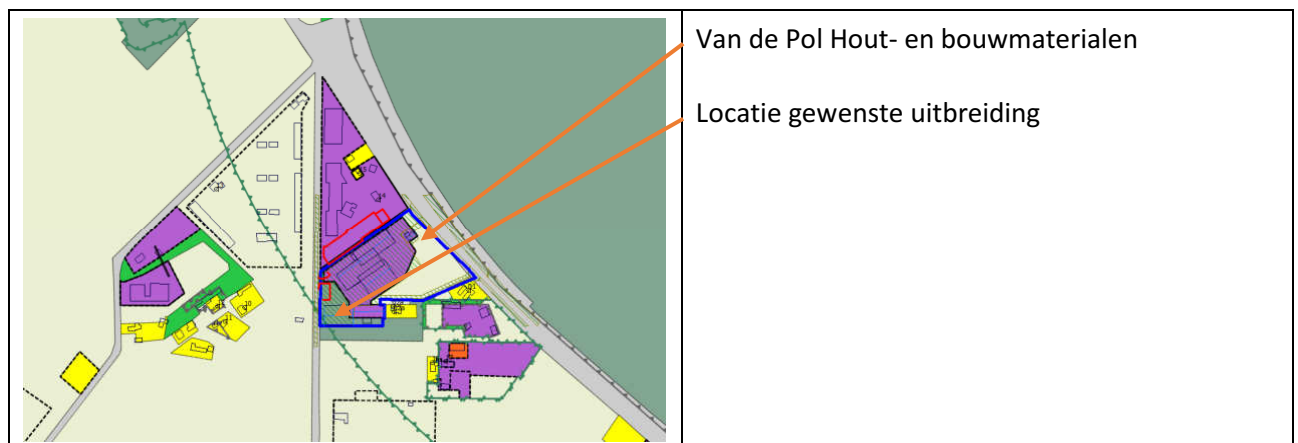 Van de Pol Hout- en bouwmaterialen
Locatie gewenste uitbreiding